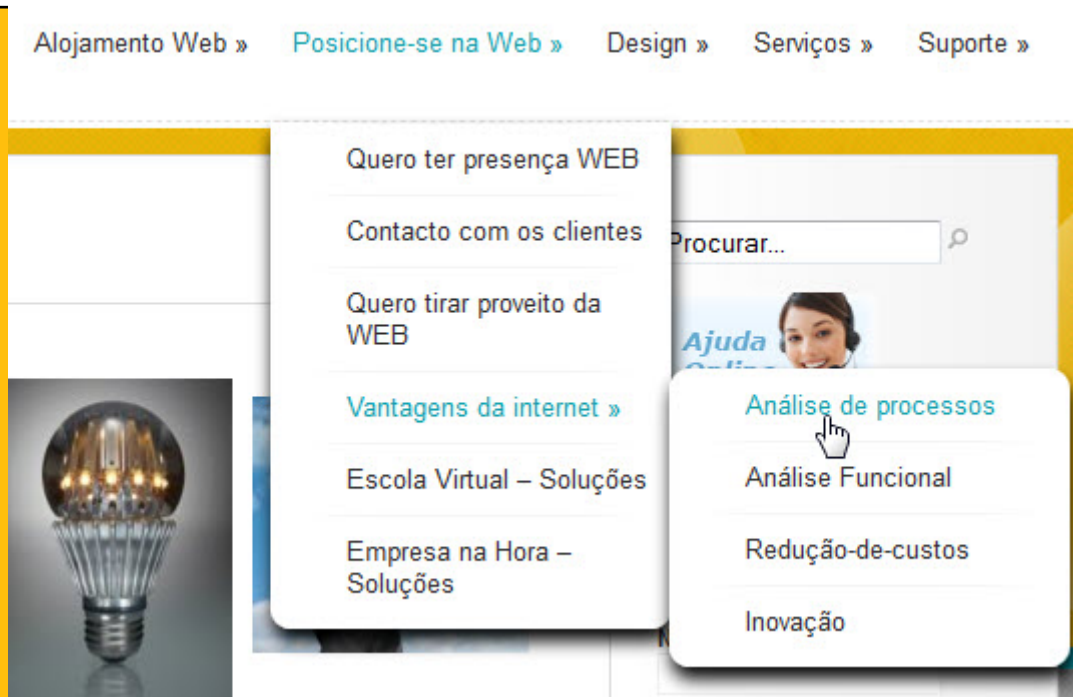 Alojamento Web » Posicione-se na Web » Design » Serviços » Suporte »
Quero ter presença WEB
Contacto com os clientes
Quero tirar proveito da
WEB
Vantagens da internet »
Escola Virtual – Soluções
Empresa na Hora –
Soluções
Procurar...
Ajuda
Online
Análise de processos
Análise Funcional
Redução-de-custos
Inovação